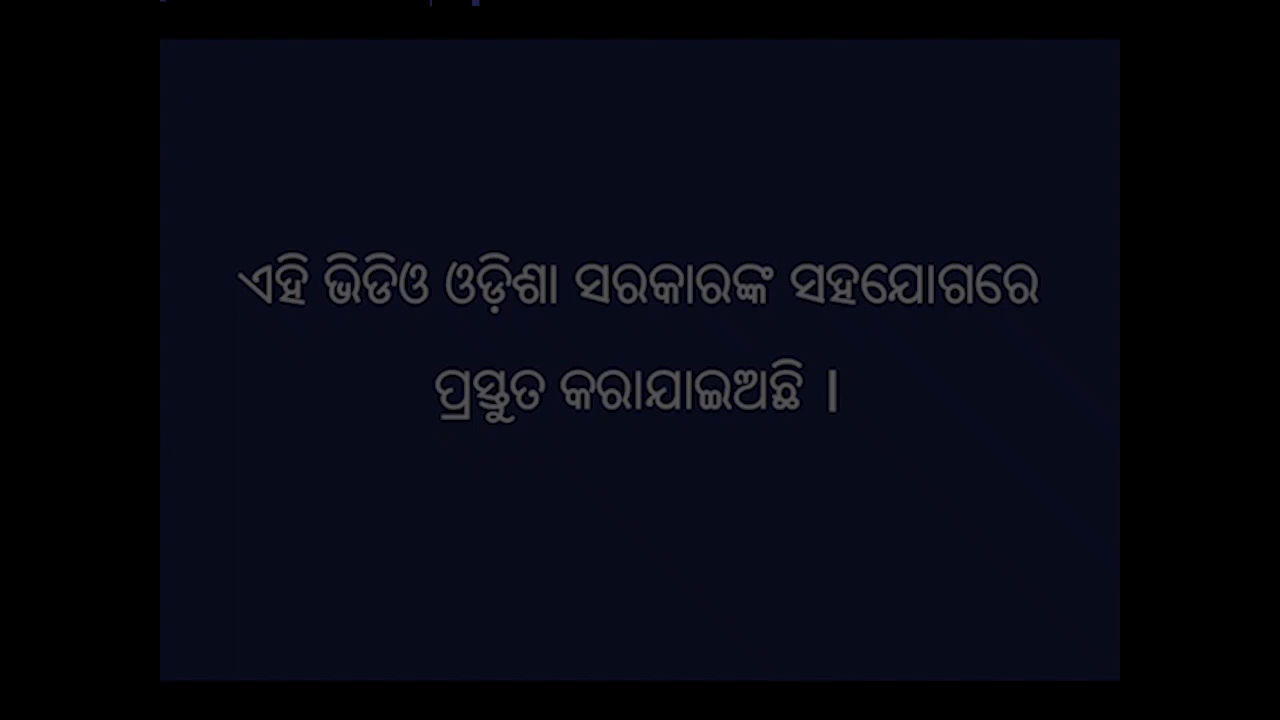 ଏହି ଭିଡିଓ ଓଡ଼ିଶା ସରକାରଙ୍କ ସହଯୋଗରେ
ପ୍ରସ୍ତୁତ କରାଯାଇଅଛି ।